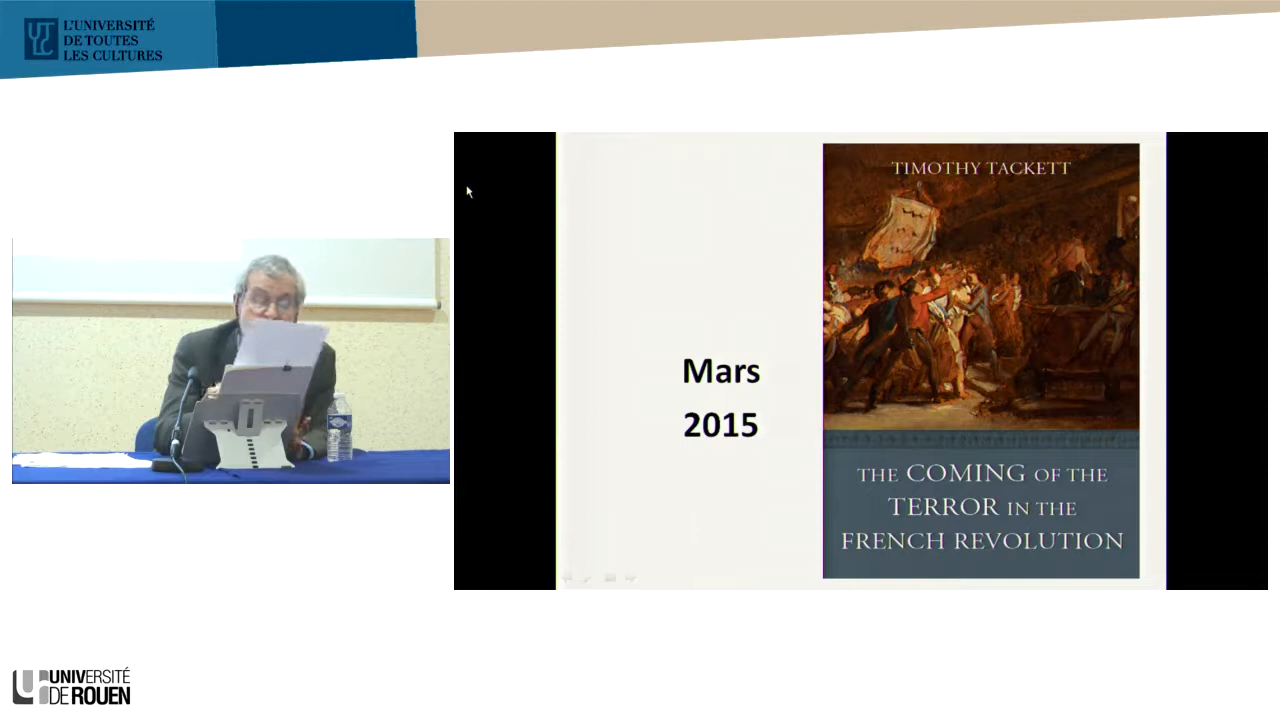 L'UNIVERSITÉ
DE TOUTES
LES CULTURES
Mars
2015
TIMOTHY TACKETT
THE COMING OF THE
TERROR IN THE
FRENCH REVOLUTION
UNIVERSITÉ
DE ROUEN